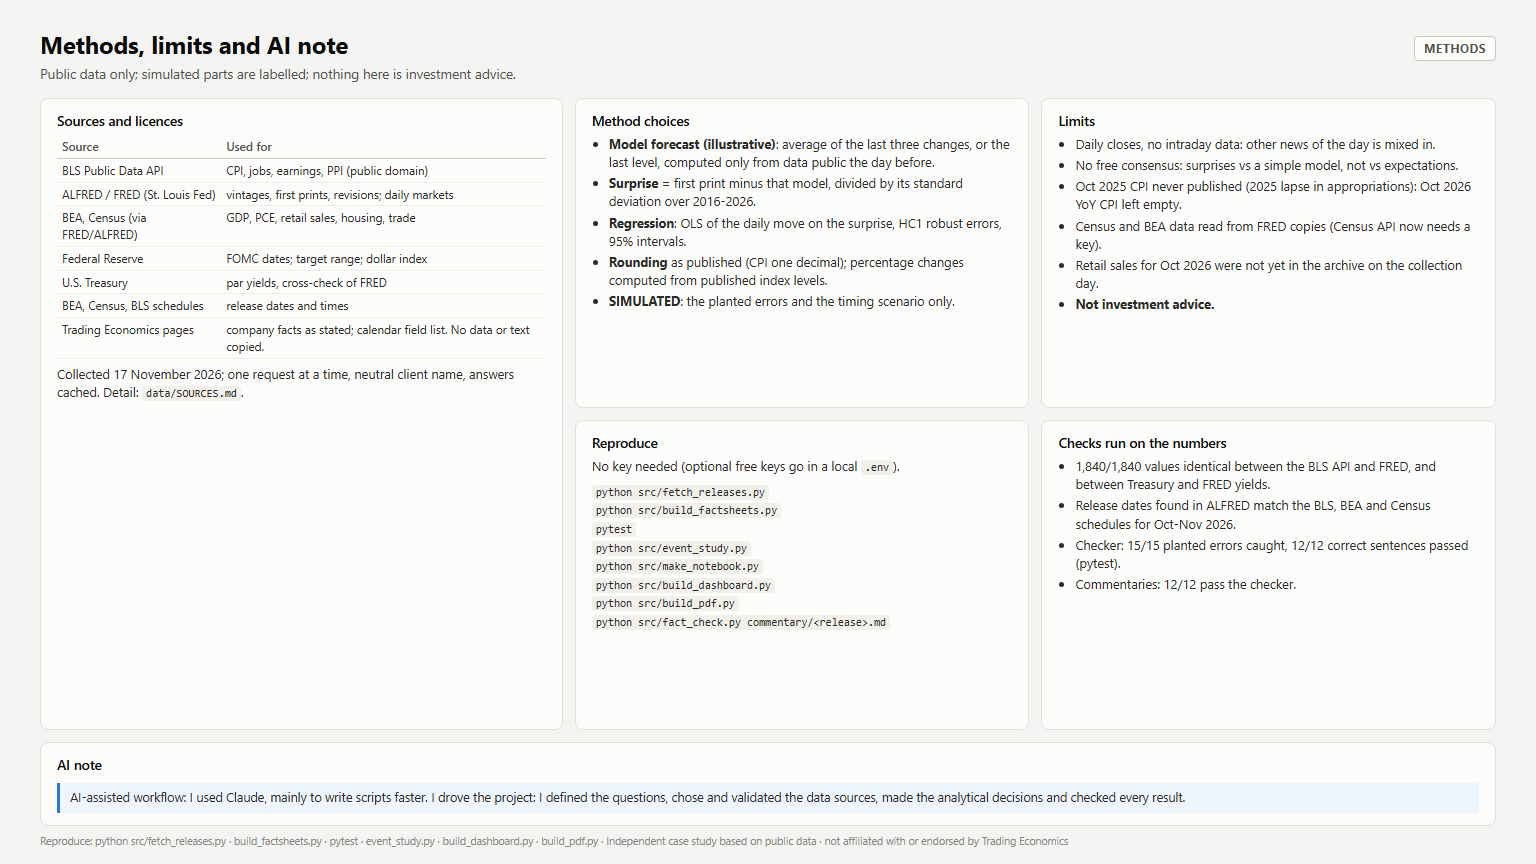 Methods, limits and AI note
METHODS
Public data only; simulated parts are labelled; nothing here is investment advice.
Sources and licences
Source Used for
BLS Public Data API CPI, jobs, earnings, PPI (public domain)
ALFRED / FRED (St. Louis Fed) vintages, first prints, revisions; daily markets
BEA, Census (via GDP, PCE, retail sales, housing, trade
FRED/ALFRED)
Federal Reserve FOMC dates; target range; dollar index
U.S. Treasury par yields, cross-check of FRED
BEA, Census, BLS schedules release dates and times
Trading Economics pages company facts as stated; calendar field list. No data or text
copied.
Collected 17 November 2026; one request at a time, neutral client name, answers
cached. Detail: data/SOURCES.md.
Method choices
• Model forecast (illustrative): average of the last three changes, or the
last level, computed only from data public the day before.
• Surprise = first print minus that model, divided by its standard
deviation over 2016-2026.
• Regression: OLS of the daily move on the surprise, HC1 robust errors,
95% intervals.
• Rounding as published (CPI one decimal); percentage changes
computed from published index levels.
• SIMULATED: the planted errors and the timing scenario only.
Limits
• Daily closes, no intraday data: other news of the day is mixed in.
• No free consensus: surprises vs a simple model, not vs expectations.
• Oct 2025 CPI never published (2025 lapse in appropriations): Oct 2026
YoY CPI left empty.
• Census and BEA data read from FRED copies (Census API now needs a
key).
• Retail sales for Oct 2026 were not yet in the archive on the collection
day.
• Not investment advice.
Reproduce
No key needed (optional free keys go in a local .env).
python src/fetch_releases.py
python src/build_factsheets.py
pytest
python src/event_study.py
python src/make_notebook.py
python src/build_dashboard.py
python src/build_pdf.py
python src/fact_check.py commentary/<release>.md
Checks run on the numbers
• 1,840/1,840 values identical between the BLS API and FRED, and
between Treasury and FRED yields.
• Release dates found in ALFRED match the BLS, BEA and Census
schedules for Oct-Nov 2026.
• Checker: 15/15 planted errors caught, 12/12 correct sentences passed
(pytest).
• Commentaries: 12/12 pass the checker.
AI note
AI-assisted workflow: I used Claude, mainly to write scripts faster. I drove the project: I defined the questions, chose and validated the data sources, made the analytical decisions and checked every result.
Reproduce: python src/fetch_releases.py · build_factsheets.py · pytest · event_study.py · build_dashboard.py · build_pdf.py · Independent case study based on public data · not affiliated with or endorsed by Trading Economics